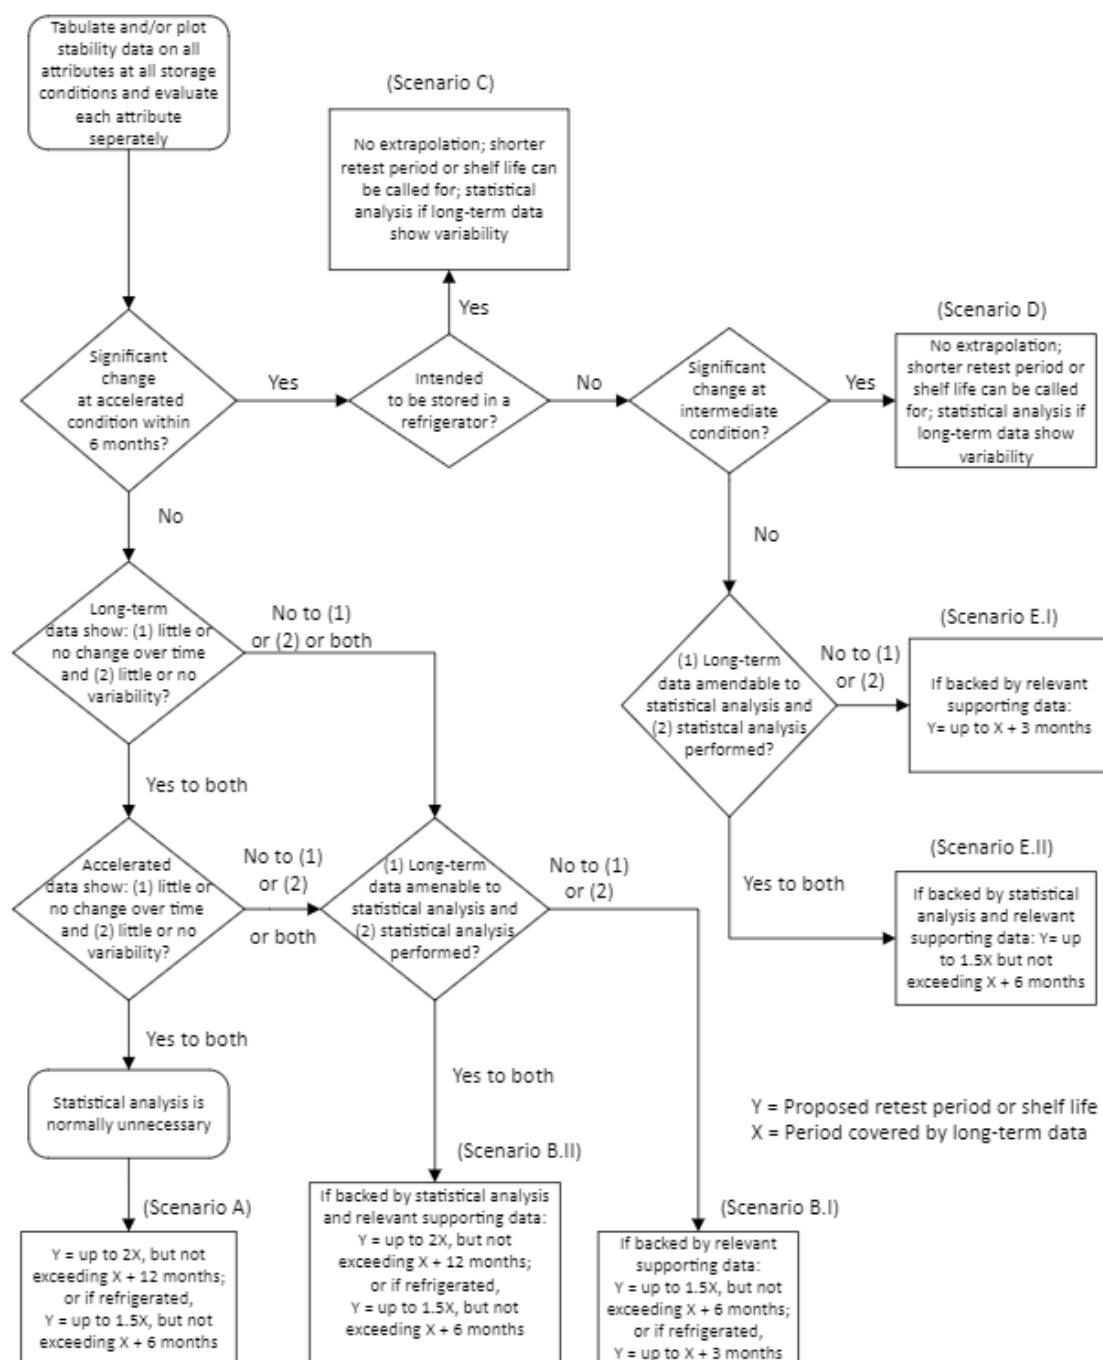 Tabulate and/or plot
stability data on all
attributes at all storage
conditions and evaluate
each attribute
seperately
(Scenario C)
No extrapolation; shorter
retest period or shelf life can
be called for; statistical
analysis if long-term data
show variability
Yes
(Scenario D)
Significant
change
at accelerated
condition within
6 months?
Yes
Intended
to be stored in a
refrigerator?
No
Significant
change at
intermediate
condition?
Yes
No extrapolation;
shorter retest period or
shelf life can be called
for; statistical analysis if
long-term data show
variability
No
No
Long-term
data show: (1) little or
no change over time
and (2) little or no
variability?
No to (1)
or (2) or both
(Scenario E.I)
(1) Long-term
data amendable to
statistical analysis and
(2) statistcal analysis
performed?
No to (1)
or (2)
If backed by relevant
supporting data:
Y= up to X + 3 months
Yes to both
(Scenario E.II)
Accelerated
data show: (1) little or
no change over time
and (2) little or no
variability?
No to (1)
or (2)
or both
(1) Long-term
data amenable to
statistical analysis and
(2) statistical analysis
performed?
No to (1)
or (2)
Yes to both
If backed by statistical
analysis and relevant
supporting data: Y= up
to 1.5X but not
exceeding X + 6 months
Yes to both
Yes to both
Statistical analysis is
normally unnecessary
Y = Proposed retest period or shelf life
X = Period covered by long-term data
(Scenario A)
(Scenario B.II)
(Scenario B.I)
Y = up to 2X, but not
exceeding X + 12 months;
or if refrigerated,
Y = up to 1.5X, but not
exceeding X + 6 months
If backed by statistical analysis
and relevant supporting data:
Y = up to 2X, but not
exceeding X + 12 months;
or if refrigerated,
Y = up to 1.5X, but not
exceeding X + 6 months
If backed by relevant
supporting data:
Y = up to 1.5X, but not
exceeding X + 6 months;
or if refrigerated,
Y = up to X + 3 months